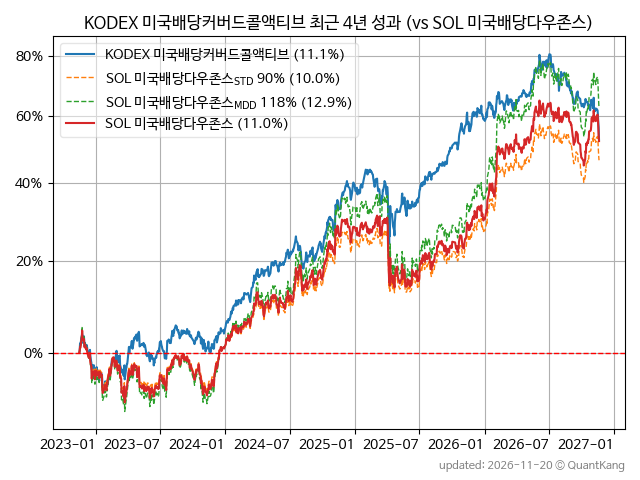 KODEX 미국배당커버드콜액티브 최근 4년 성과 (vs SOL 미국배당다우존스)
KODEX 미국배당커버드콜액티브 (11.1%)
SOL 미국배당다우존스STD 90% (10.0%)
SOL 미국배당다우존스MDD 118% (12.9%)
SOL 미국배당다우존스 (11.0%)
80%
60%
40%
20%
0%
2023-01 2023-07 2024-01 2024-07 2025-01 2025-07 2026-01 2026-07 2027-01
updated: 2026-11-20 © QuantKang